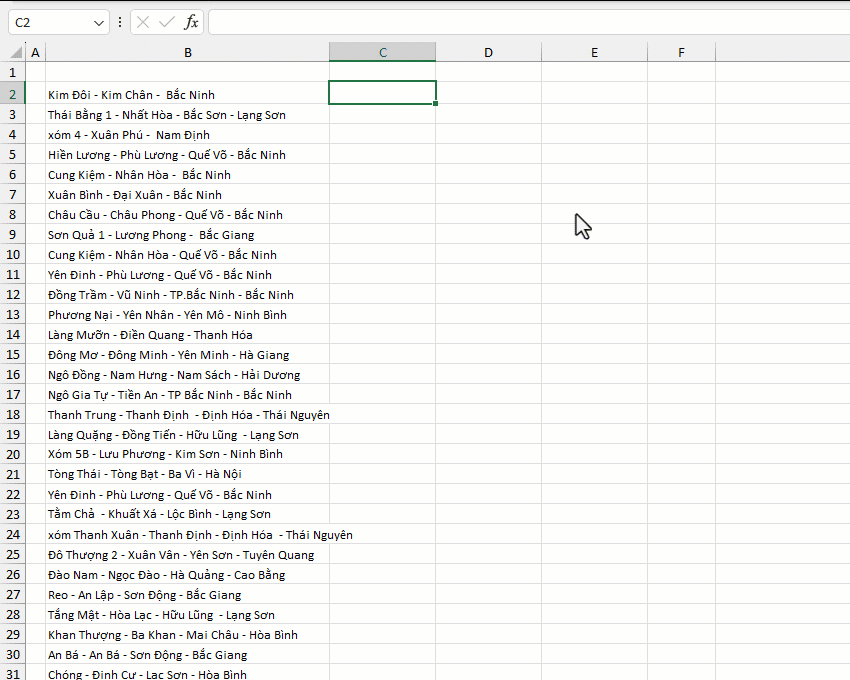 C2 fx
A B C D E F
1
2 Kim Đôi - Kim Chân -  Bắc Ninh
3 Thái Bằng 1 - Nhất Hòa - Bắc Sơn - Lạng Sơn
4 xóm 4 - Xuân Phú -  Nam Định
5 Hiền Lương - Phù Lương - Quế Võ - Bắc Ninh
6 Cung Kiệm - Nhân Hòa -  Bắc Ninh
7 Xuân Bình - Đại Xuân - Bắc Ninh
8 Châu Cầu - Châu Phong - Quế Võ - Bắc Ninh
9 Sơn Quả 1 - Lương Phong -  Bắc Giang
10 Cung Kiệm - Nhân Hòa - Quế Võ - Bắc Ninh
11 Yên Đinh - Phù Lương - Quế Võ - Bắc Ninh
12 Đồng Trầm - Vũ Ninh - TP.Bắc Ninh - Bắc Ninh
13 Phương Nại - Yên Nhân - Yên Mô - Ninh Bình
14 Làng Mưỡn - Điền Quang - Thanh Hóa
15 Đông Mơ - Đông Minh - Yên Minh - Hà Giang
16 Ngô Đồng - Nam Hưng - Nam Sách - Hải Dương
17 Ngô Gia Tự - Tiền An - TP Bắc Ninh - Bắc Ninh
18 Thanh Trung - Thanh Định  - Định Hóa - Thái Nguyên
19 Làng Quặng - Đồng Tiến - Hữu Lũng  - Lạng Sơn
20 Xóm 5B - Lưu Phương - Kim Sơn - Ninh Bình
21 Tòng Thái - Tòng Bạt - Ba Vì - Hà Nội
22 Yên Đinh - Phù Lương - Quế Võ - Bắc Ninh
23 Tằm Chả  - Khuất Xá - Lộc Bình - Lạng Sơn
24 xóm Thanh Xuân - Thanh Định - Định Hóa  - Thái Nguyên
25 Đô Thượng 2 - Xuân Vân - Yên Sơn - Tuyên Quang
26 Đào Nam - Ngọc Đào - Hà Quảng - Cao Bằng
27 Reo - An Lập - Sơn Động - Bắc Giang
28 Tắng Mật - Hòa Lạc - Hữu Lũng  - Lạng Sơn
29 Khan Thượng - Ba Khan - Mai Châu - Hòa Bình
30 An Bá - An Bá - Sơn Động - Bắc Giang
31 Chóng - Định Cư - Lạc Sơn - Hòa Bình